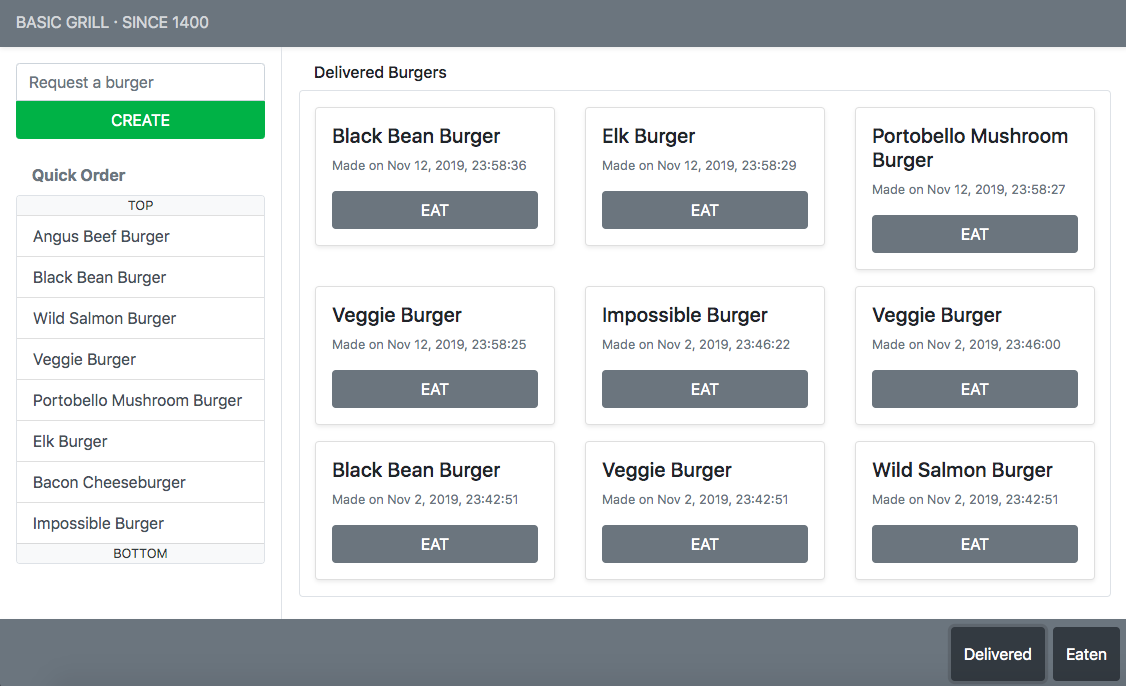 BASIC GRILL · SINCE 1400
Request a burger
CREATE
Quick Order
TOP
Angus Beef Burger
Black Bean Burger
Wild Salmon Burger
Veggie Burger
Portobello Mushroom Burger
Elk Burger
Bacon Cheeseburger
Impossible Burger
BOTTOM
Delivered Burgers
Black Bean Burger
Made on Nov 12, 2019, 23:58:36
EAT
Elk Burger
Made on Nov 12, 2019, 23:58:29
EAT
Portobello Mushroom
Burger
Made on Nov 12, 2019, 23:58:27
EAT
Veggie Burger
Made on Nov 12, 2019, 23:58:25
EAT
Impossible Burger
Made on Nov 2, 2019, 23:46:22
EAT
Veggie Burger
Made on Nov 2, 2019, 23:46:00
EAT
Black Bean Burger
Made on Nov 2, 2019, 23:42:51
EAT
Veggie Burger
Made on Nov 2, 2019, 23:42:51
EAT
Wild Salmon Burger
Made on Nov 2, 2019, 23:42:51
EAT
Delivered
Eaten